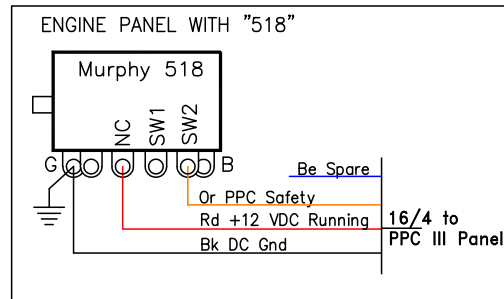 ENGINE PANEL WITH "518"
Murphy 518
NC
SW1
SW2
G
B
Be Spare
Or PPC Safety
Rd +12 VDC Running
Bk DC Gnd
16/4 to
PPC III Panel